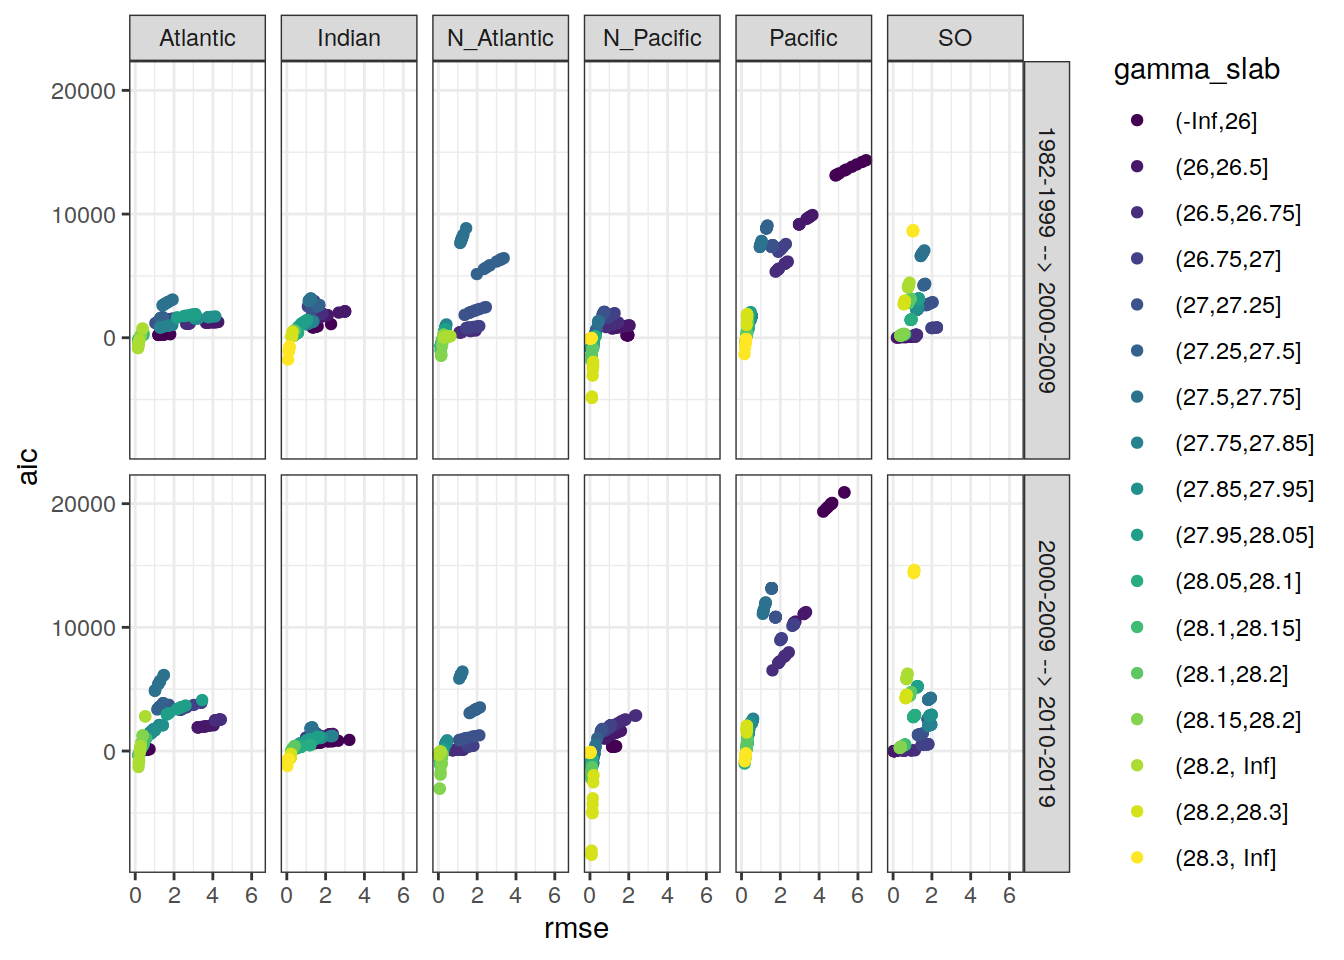 Atlantic Indian N_Atlantic N_Pacific Pacific SO
20000
10000
0
1982-1999 --> 2000-2009
20000
10000
0
2000-2009 --> 2010-2019
aic
0 2 4 6 0 2 4 6 0 2 4 6 0 2 4 6 0 2 4 6 0 2 4 6
rmse
gamma_slab
(-Inf,26]
(26,26.5]
(26.5,26.75]
(26.75,27]
(27,27.25]
(27.25,27.5]
(27.5,27.75]
(27.75,27.85]
(27.85,27.95]
(27.95,28.05]
(28.05,28.1]
(28.1,28.15]
(28.1,28.2]
(28.15,28.2]
(28.2, Inf]
(28.2,28.3]
(28.3, Inf]